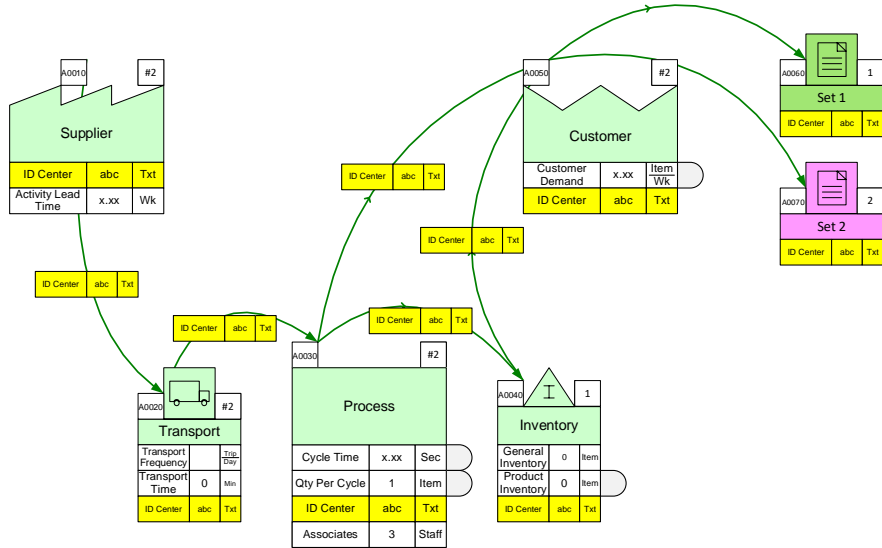 A0010 #2
Supplier
ID Center abc Txt
Activity Lead
Time x.xx Wk
A0050 #2
Customer
Customer
Demand x.xx Item
Wk
ID Center abc Txt
A0060 1
Set 1
ID Center abc Txt
A0070 2
Set 2
ID Center abc Txt
ID Center abc Txt
ID Center abc Txt
ID Center abc Txt
ID Center abc Txt
ID Center abc Txt
A0020 #2
Transport
Transport
Frequency Trip
Day
Transport
Time 0 Min
ID Center abc Txt
A0030 #2
Process
Cycle Time x.xx Sec
Qty Per Cycle 1 Item
ID Center abc Txt
Associates 3 Staff
A0040 I 1
Inventory
General
Inventory 0 Item
Product
Inventory 0 Item
ID Center abc Txt